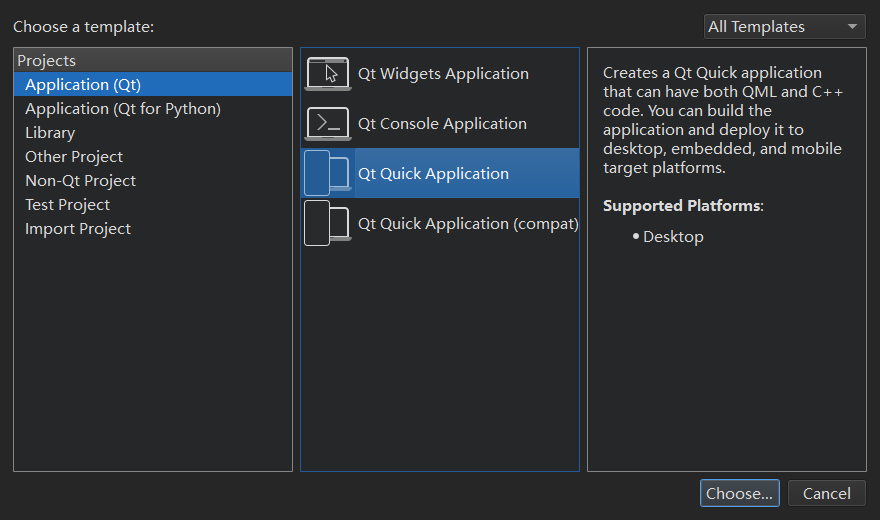 Choose a template:
All Templates
Projects
Application (Qt)
Application (Qt for Python)
Library
Other Project
Non-Qt Project
Test Project
Import Project
Qt Widgets Application
Qt Console Application
Qt Quick Application
Qt Quick Application (compat)
Creates a Qt Quick application
that can have both QML and C++
code. You can build the
application and deploy it to
desktop, embedded, and mobile
target platforms.
Supported Platforms:
• Desktop
Choose...
Cancel